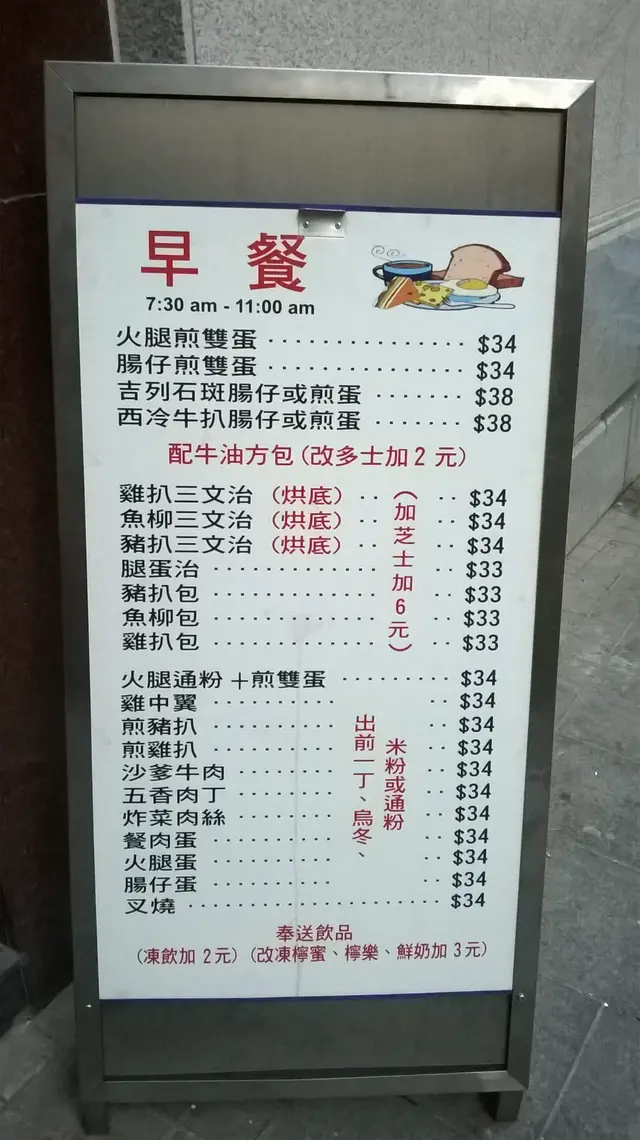 早餐
7:30 am - 11:00 am
火腿煎雙蛋 $34
腸仔煎雙蛋 $34
吉列石斑腸仔或煎蛋 $38
西冷牛扒腸仔或煎蛋 $38
配牛油方包(改多士加2元)
雞扒三文治（烘底） $34
魚柳三文治（烘底） $34
豬扒三文治（烘底） $34
腿蛋治 $33
豬扒包 $33
魚柳包 $33
雞扒包 $33
（加芝士加6元）
火腿通粉＋煎雙蛋 $34
雞中翼 $34
煎豬扒 $34
煎雞扒 $34
沙爹牛肉 $34
五香肉丁 $34
炸菜肉絲 $34
餐肉蛋 $34
火腿蛋 $34
腸仔蛋 $34
叉燒 $34
出前一丁、烏冬、
米粉或通粉
奉送飲品
（凍飲加2元）（改凍檸蜜、檸樂、鮮奶加3元）